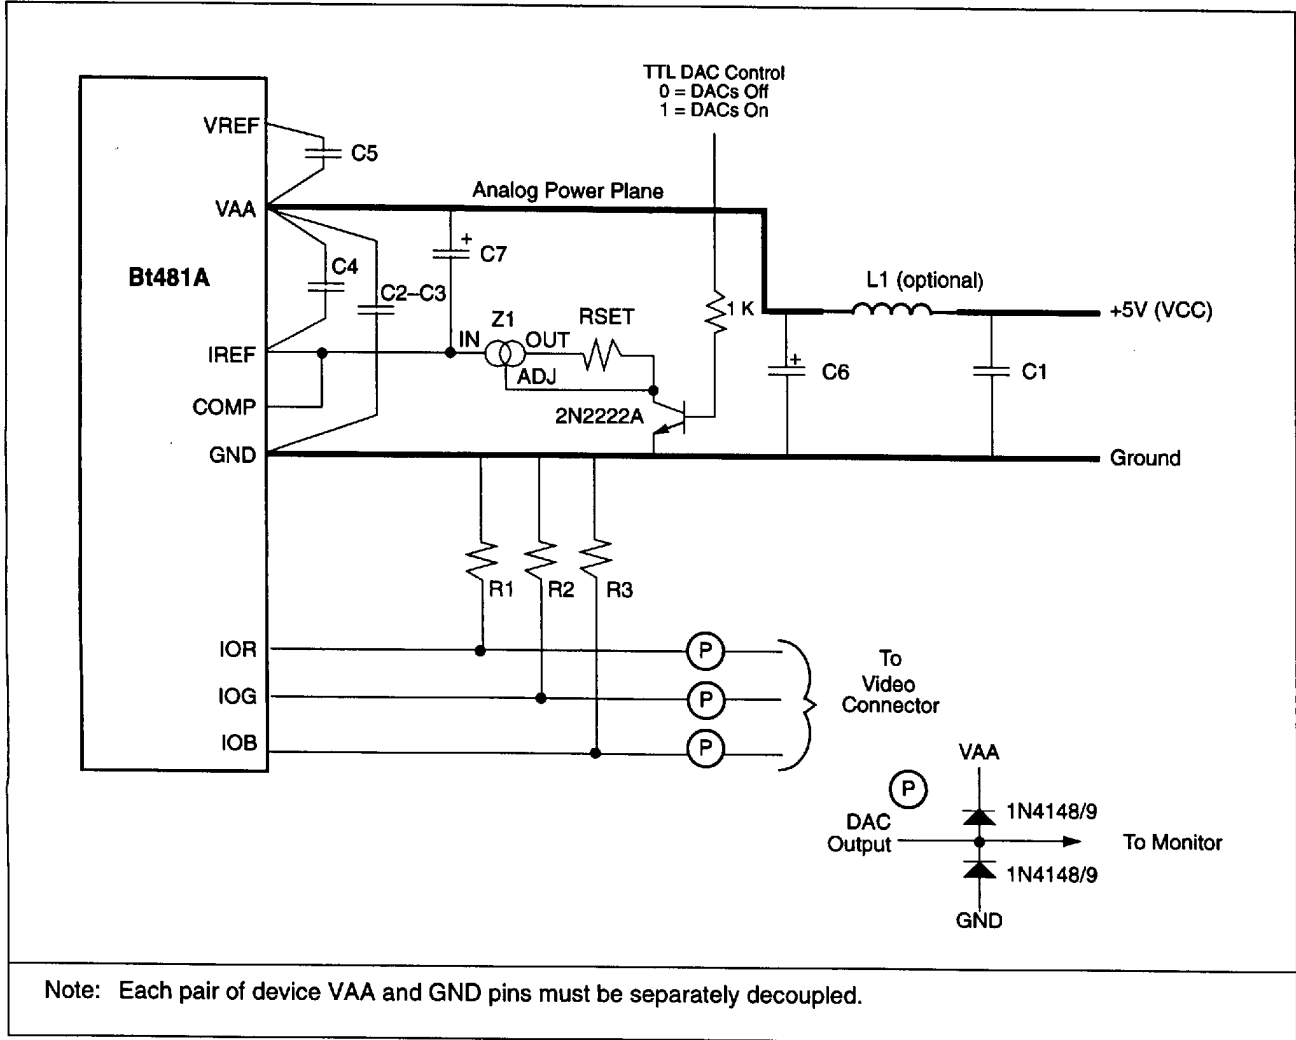 TTL DAC Control
0 = DACs Off
1 = DACs On
VREF
C5
Analog Power Plane
VAA
+
C7
Bt481A
C4
C2–C3
L1 (optional)
1 K
+5V (VCC)
Z1
RSET
IN
OUT
IREF
ADJ
+
C6
C1
COMP
2N2222A
GND
Ground
R1
R2
R3
IOR
P
To
Video
Connector
IOG
P
IOB
P
VAA
P
1N4148/9
DAC
Output
To Monitor
1N4148/9
GND
Note: Each pair of device VAA and GND pins must be separately decoupled.